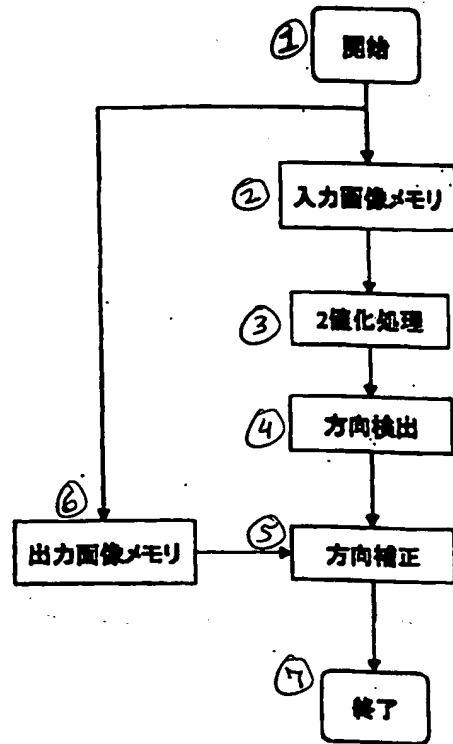 ① 開始
② 入力画像メモリ
③ 2値化処理
④ 方向検出
⑥
⑤
出力画像メモリ
方向補正
⑦ 終了